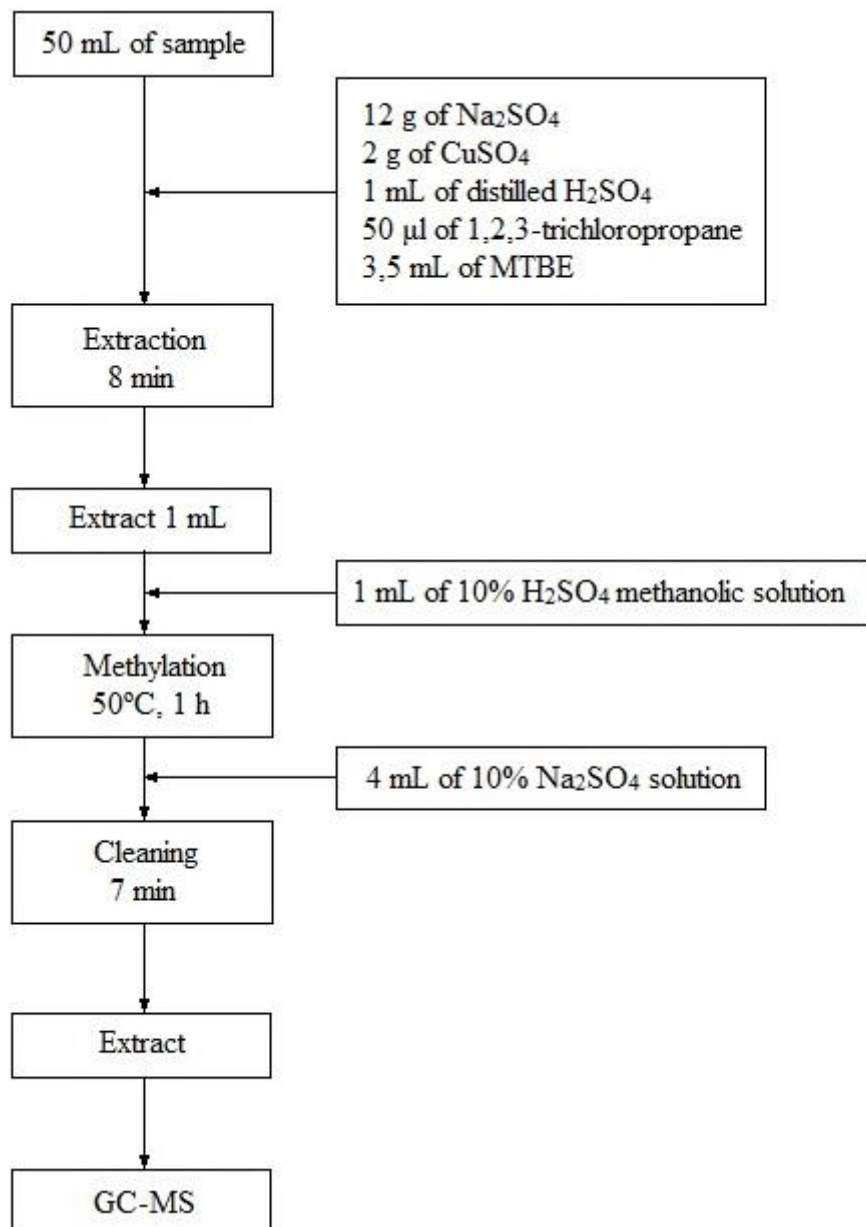 50 mL of sample
12 g of Na₂SO₄
2 g of CuSO₄
1 mL of distilled H₂SO₄
50 µl of 1,2,3-trichloropropane
3,5 mL of MTBE
Extraction
8 min
Extract 1 mL
1 mL of 10% H₂SO₄ methanolic solution
Methylation
50ºC, 1 h
4 mL of 10% Na₂SO₄ solution
Cleaning
7 min
Extract
GC-MS